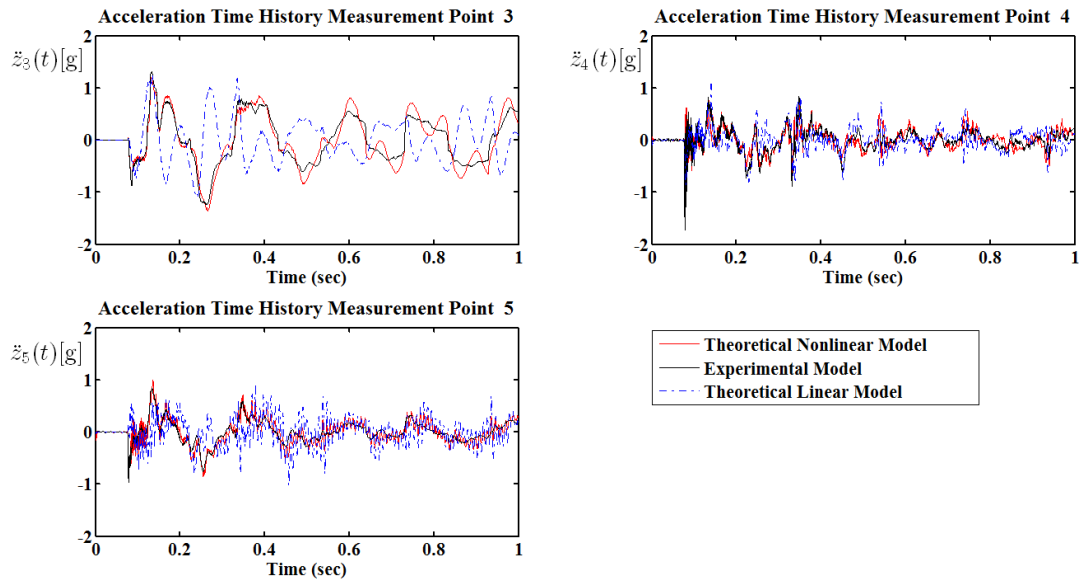 Acceleration Time History Measurement Point 3
z̈₃(t)[g]
2
1
0
-1
-2
0 0.2 0.4 0.6 0.8 1
Time (sec)
Acceleration Time History Measurement Point 4
z̈₄(t)[g]
2
1
0
-1
-2
0 0.2 0.4 0.6 0.8 1
Time (sec)
Acceleration Time History Measurement Point 5
z̈₅(t)[g]
2
1
0
-1
-2
0 0.2 0.4 0.6 0.8 1
Time (sec)
Theoretical Nonlinear Model
Experimental Model
Theoretical Linear Model